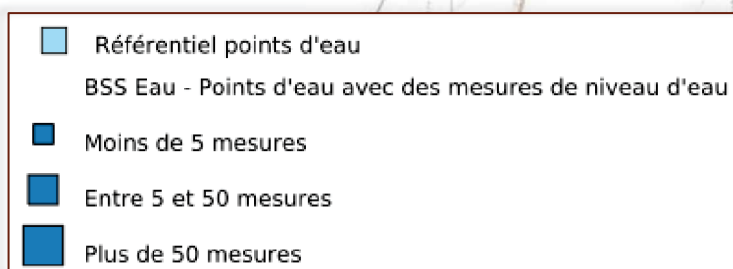 Référentiel points d'eau
BSS Eau - Points d'eau avec des mesures de niveau d'eau
Moins de 5 mesures
Entre 5 et 50 mesures
Plus de 50 mesures